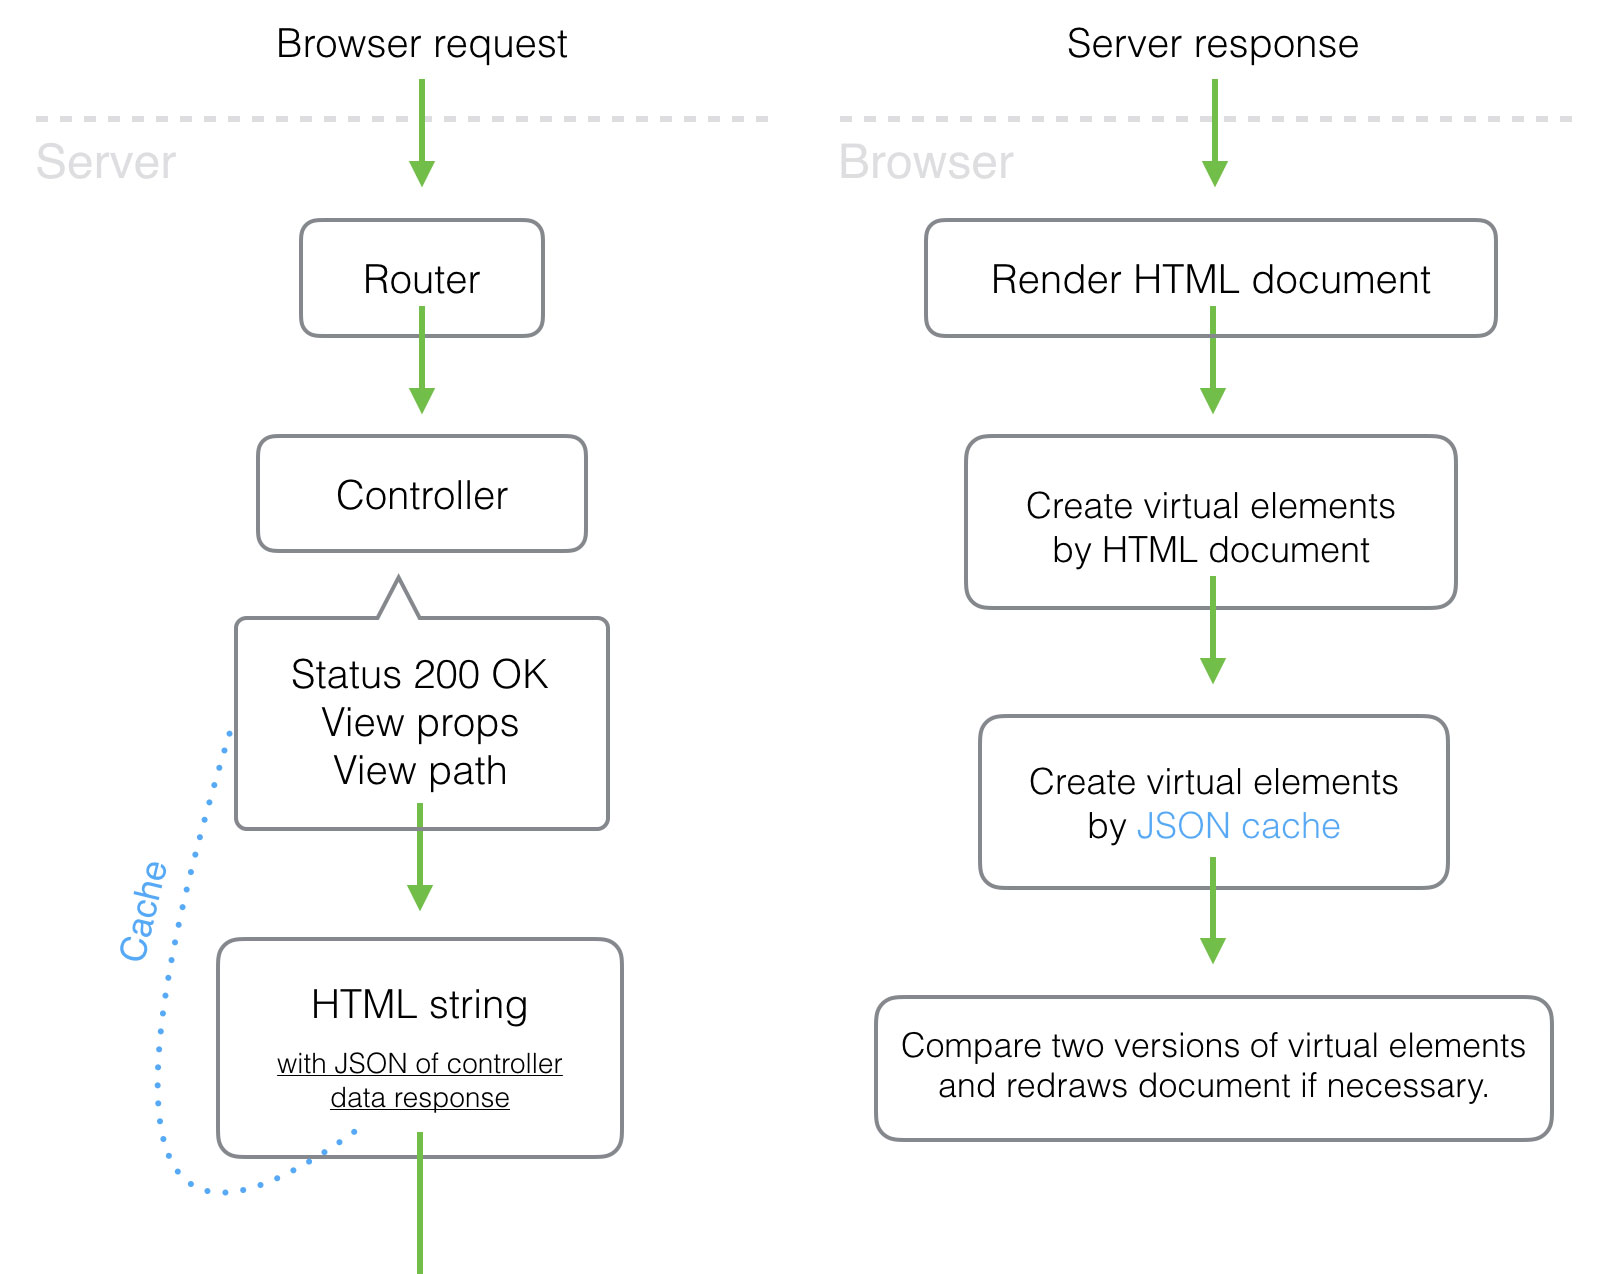 Browser request
Server
Router
Controller
Status 200 OK
View props
View path
Cache
HTML string
with JSON of controller
data response
Server response
Browser
Render HTML document
Create virtual elements
by HTML document
Create virtual elements
by JSON cache
Compare two versions of virtual elements
and redraws document if necessary.